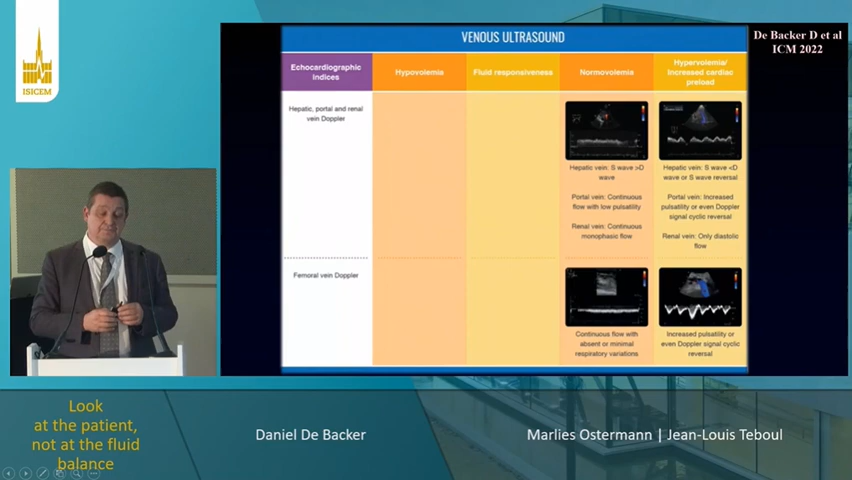 ISICEM
VENOUS ULTRASOUND
De Backer D et al
ICM 2022
Echocardiographic
Indices
Hypovolemia
Fluid responsiveness
Normovolemia
Hypervolemia/
Increased cardiac
preload
Hepatic, portal and renal
vein Doppler
Hepatic vein: S wave >D
wave
Portal vein: Continuous
flow with low pulsatility
Renal vein: Continuous
monophasic flow
Hepatic vein: S wave <D
wave or S wave reversal
Portal vein: Increased
pulsatility or even Doppler
signal cyclic reversal
Renal vein: Only diastolic
flow
Femoral vein Doppler
Continuous flow with
absent or minimal
respiratory variations
Increased pulsatility or
even Doppler signal cyclic
reversal
Look
at the patient,
not at the fluid
balance
Daniel De Backer
Marlies Ostermann | Jean-Louis Teboul